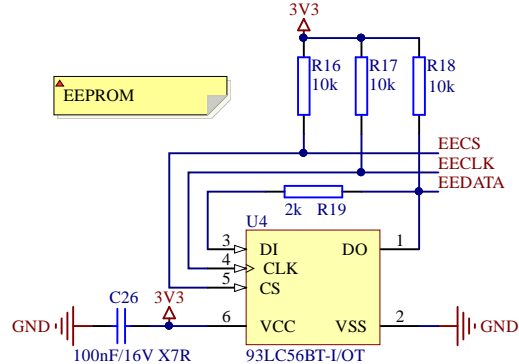 3V3
R16 R17 R18
10k 10k 10k
EEPROM
EECS
EECLK
EEDATA
2k R19
U4
3 DI DO 1
4 CLK
5 CS
C26 3V3
GND 6 VCC VSS 2 GND
100nF/16V X7R 93LC56BT-I/OT